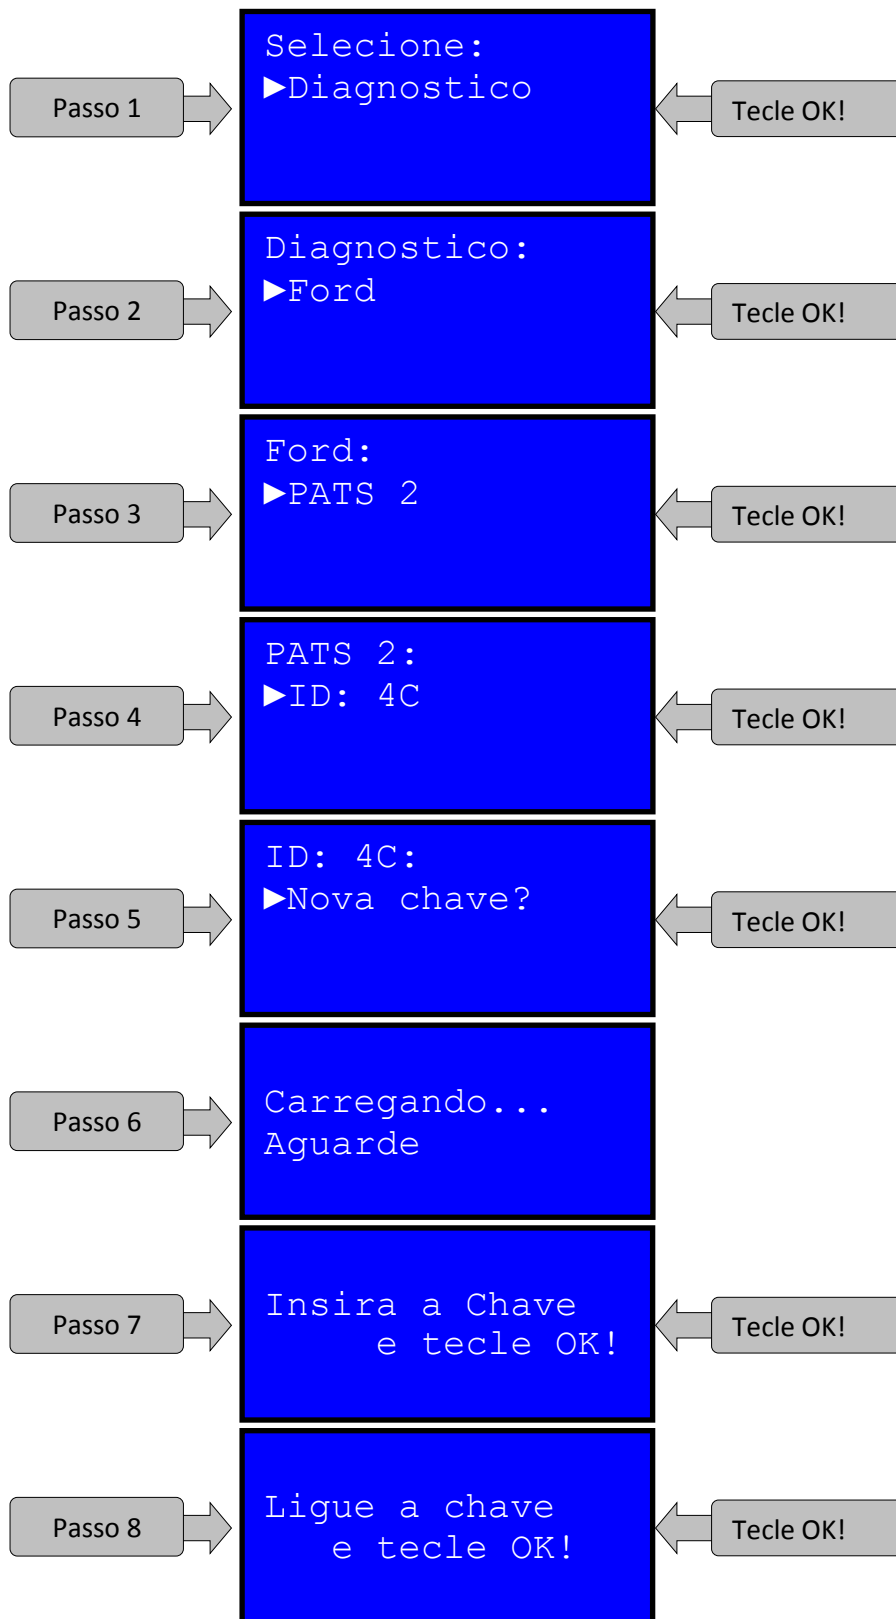 Selecione:
Passo 1
►Diagnostico
Tecle OK!
Diagnostico:
Passo 2
►Ford
Tecle OK!
Ford:
Passo 3
►PATS 2
Tecle OK!
PATS 2:
Passo 4
►ID: 4C
Tecle OK!
ID: 4C:
Passo 5
►Nova chave?
Tecle OK!
Passo 6
Carregando...
Aguarde
Passo 7
Insira a Chave
e tecle OK!
Tecle OK!
Passo 8
Ligue a chave
e tecle OK!
Tecle OK!